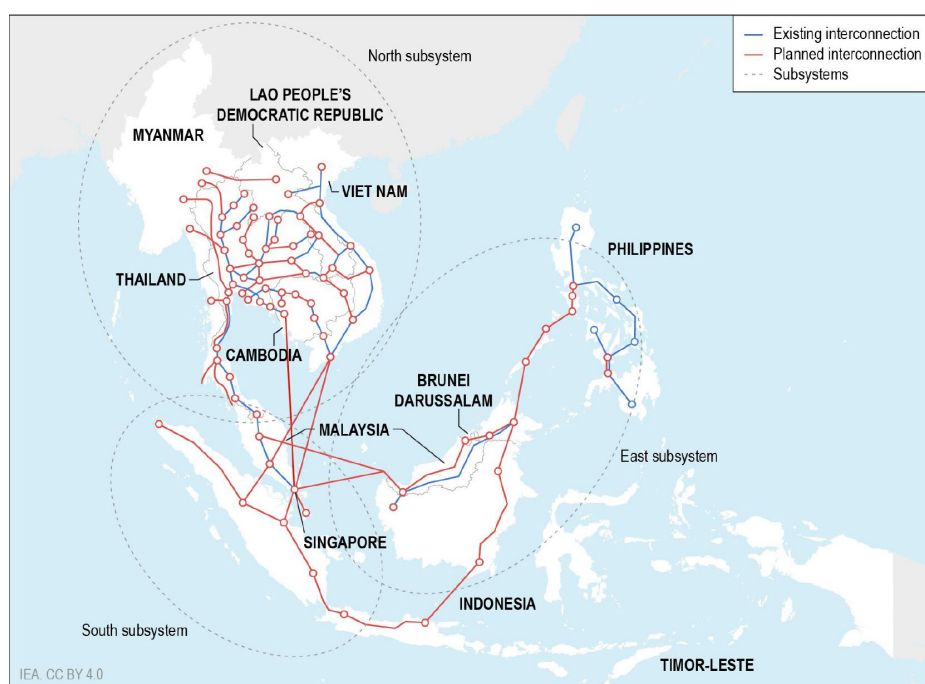 Existing interconnection
Planned interconnection
Subsystems
North subsystem
LAO PEOPLE'S
DEMOCRATIC REPUBLIC
MYANMAR
VIET NAM
PHILIPPINES
THAILAND
CAMBODIA
BRUNEI
DARUSSALAM
MALAYSIA
East subsystem
SINGAPORE
INDONESIA
South subsystem
TIMOR-LESTE
IEA. CC BY 4.0